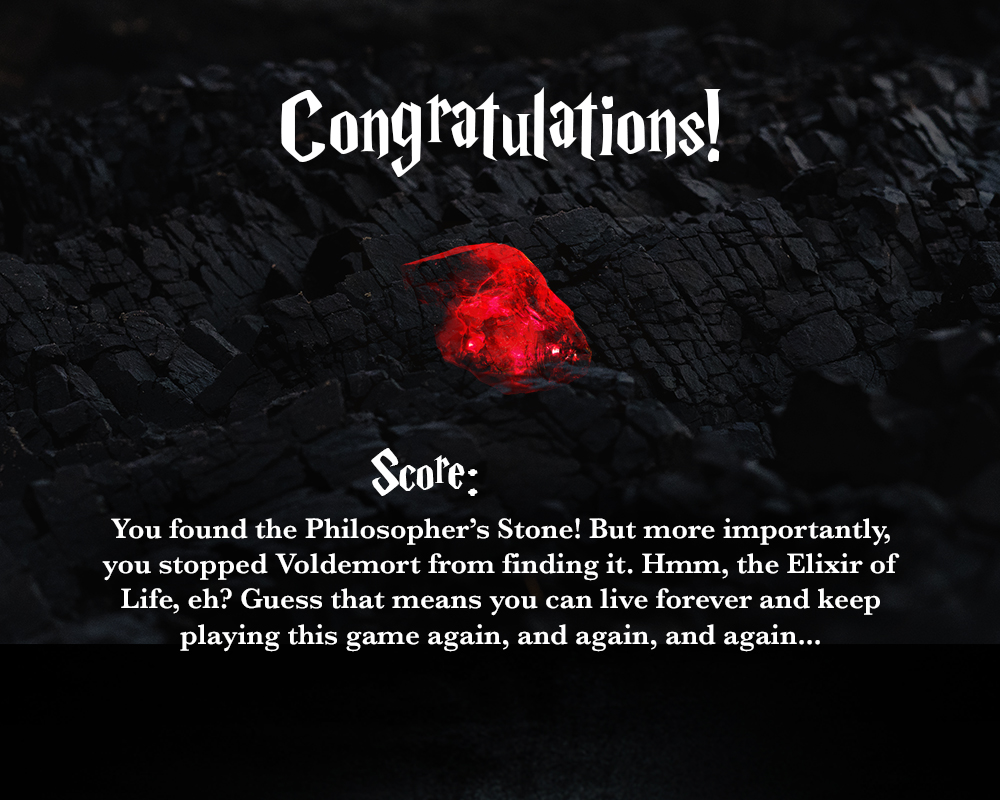 Congratulations!
Score:
You found the Philosopher’s Stone! But more importantly,
you stopped Voldemort from finding it. Hmm, the Elixir of
Life, eh? Guess that means you can live forever and keep
playing this game again, and again, and again...